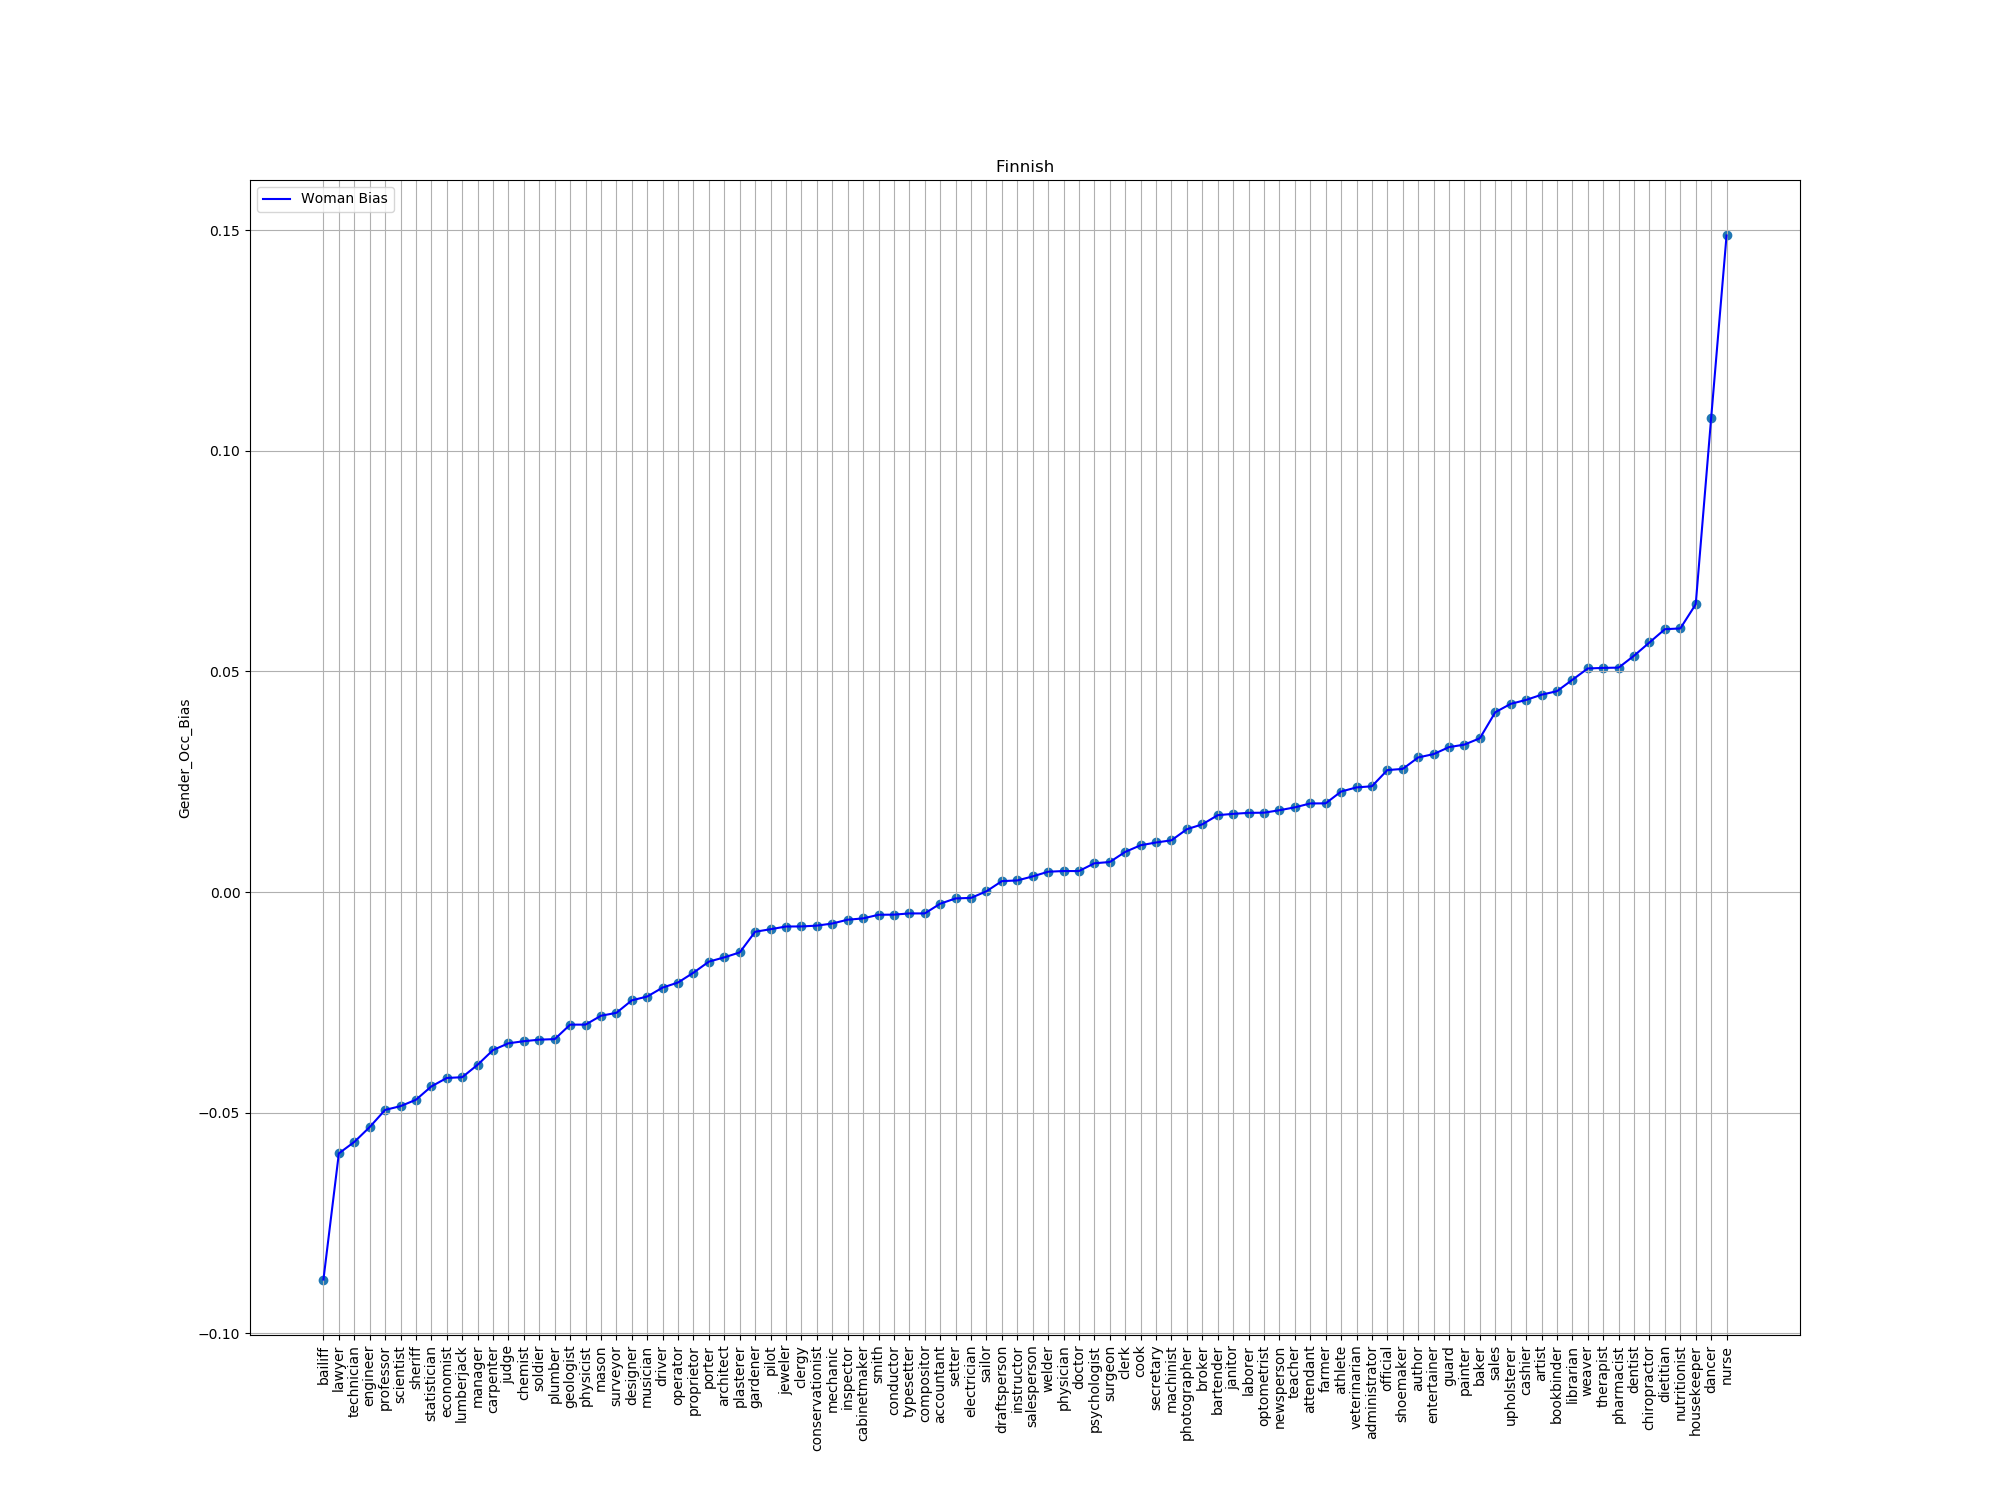 Finnish
Woman Bias
0.15
0.10
0.05
0.00
−0.05
−0.10
Gender_Occ_Bias
bailiff
lawyer
technician
engineer
professor
scientist
sheriff
statistician
economist
lumberjack
manager
carpenter
judge
chemist
soldier
plumber
geologist
physicist
mason
surveyor
designer
musician
driver
operator
proprietor
porter
architect
plasterer
gardener
pilot
jeweler
clergy
conservationist
mechanic
inspector
cabinetmaker
smith
conductor
typesetter
compositor
accountant
setter
electrician
sailor
draftsperson
instructor
salesperson
welder
physician
doctor
psychologist
surgeon
clerk
cook
secretary
machinist
photographer
broker
bartender
janitor
laborer
optometrist
newsperson
teacher
attendant
farmer
athlete
veterinarian
administrator
official
shoemaker
author
entertainer
guard
painter
baker
sales
upholsterer
cashier
artist
bookbinder
librarian
weaver
therapist
pharmacist
dentist
chiropractor
dietitian
nutritionist
housekeeper
dancer
nurse